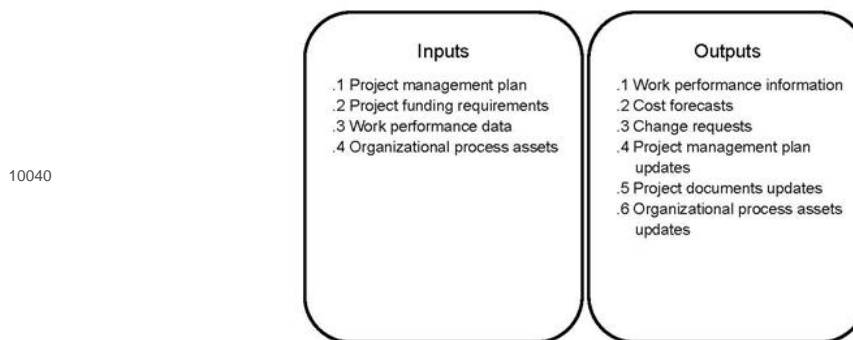 10040
Inputs
.1 Project management plan
.2 Project funding requirements
.3 Work performance data
.4 Organizational process assets
Outputs
.1 Work performance information
.2 Cost forecasts
.3 Change requests
.4 Project management plan
updates
.5 Project documents updates
.6 Organizational process assets
updates